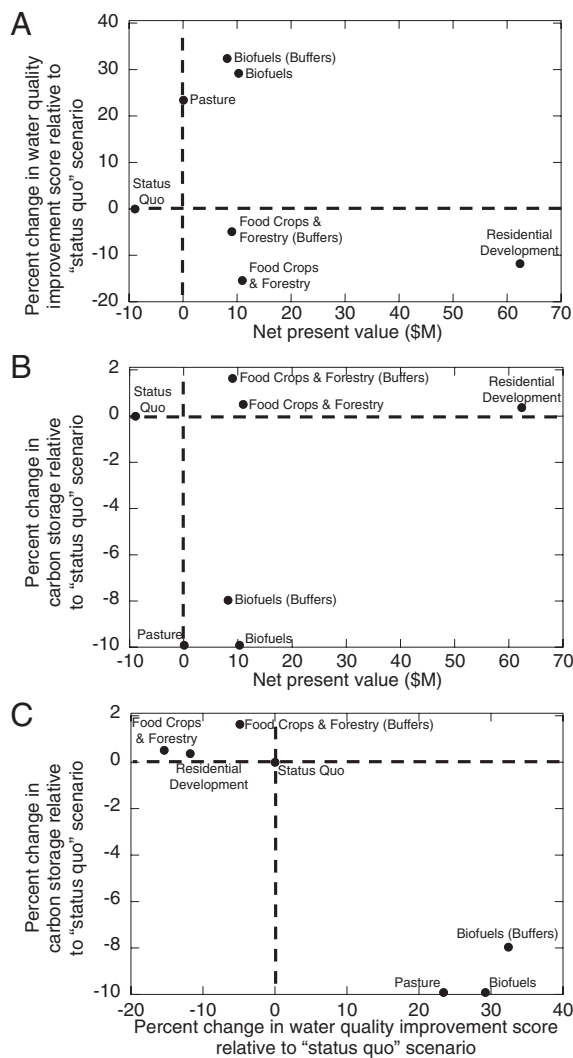 A
Percent change in water quality
improvement score relative to
“status quo” scenario
40
30
20
10
0
-10
-20
Biofuels (Buffers)
Biofuels
Pasture
Status
Quo
Food Crops &
Forestry (Buffers)
Residential
Development
Food Crops
& Forestry
-10 0 10 20 30 40 50 60 70
Net present value ($M)
B
Percent change in
carbon storage relative
to “status quo” scenario
2
0
-2
-4
-6
-8
-10
Food Crops & Forestry (Buffers)
Status
Quo
Food Crops & Forestry
Residential
Development
Biofuels (Buffers)
Pasture
Biofuels
-10 0 10 20 30 40 50 60 70
Net present value ($M)
C
Percent change in
carbon storage relative
to “status quo” scenario
2
0
-2
-4
-6
-8
-10
Food Crops
& Forestry
Food Crops & Forestry (Buffers)
Residential
Development
Status Quo
Biofuels (Buffers)
Pasture
Biofuels
-20 -10 0 10 20 30 40
Percent change in water quality improvement score
relative to “status quo” scenario